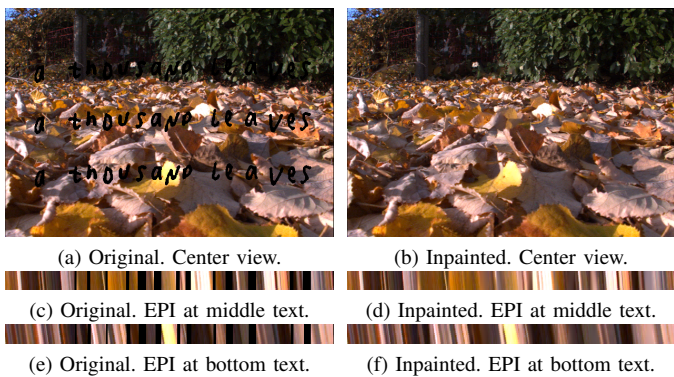 a thousand leaves
a thousand leaves
a thousand leaves
(a) Original. Center view.
(b) Inpainted. Center view.
(c) Original. EPI at middle text.
(d) Inpainted. EPI at middle text.
(e) Original. EPI at bottom text.
(f) Inpainted. EPI at bottom text.